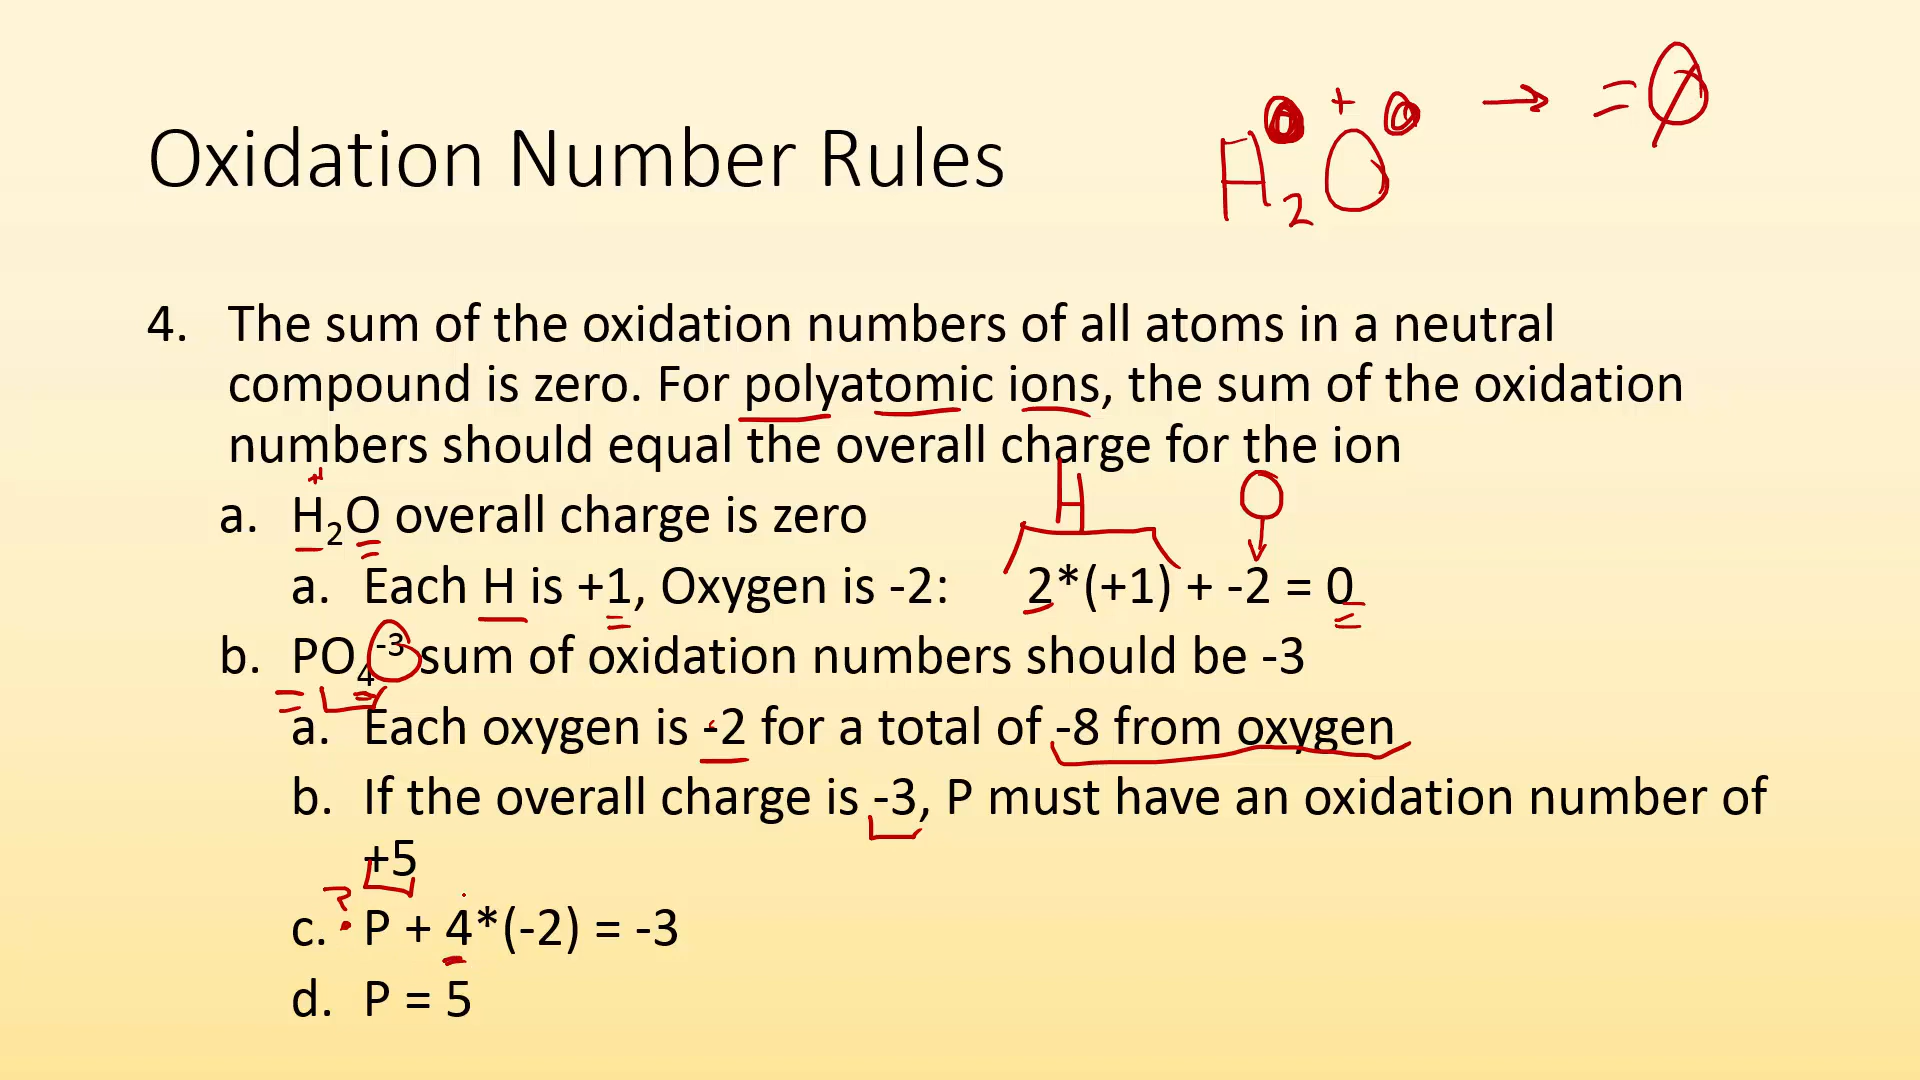 + → = 0
H₂O
Oxidation Number Rules
4. The sum of the oxidation numbers of all atoms in a neutral
compound is zero. For polyatomic ions, the sum of the oxidation
numbers should equal the overall charge for the ion
+1
H O
a. H₂O overall charge is zero
a. Each H is +1, Oxygen is -2: 2*(+1) + -2 = 0
b. PO₄⁻³ sum of oxidation numbers should be -3
a. Each oxygen is -2 for a total of -8 from oxygen
b. If the overall charge is -3, P must have an oxidation number of
+5
?
c. P + 4*(-2) = -3
d. P = 5